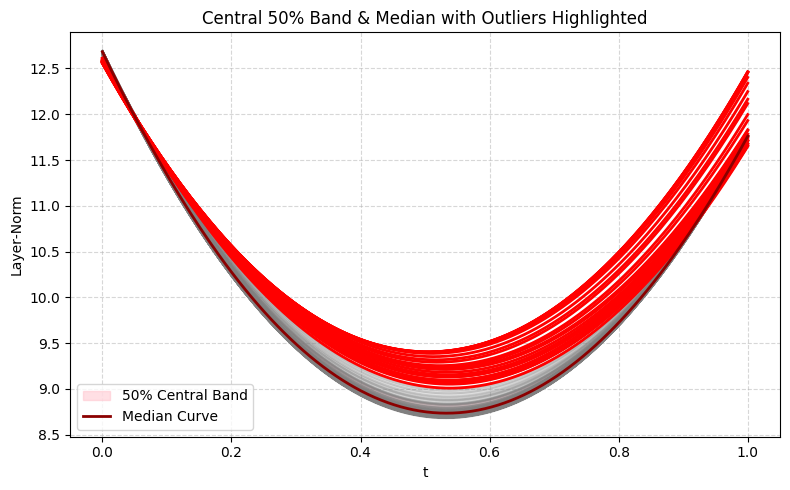 Central 50% Band & Median with Outliers Highlighted
Layer-Norm
12.5
12.0
11.5
11.0
10.5
10.0
9.5
9.0
8.5
50% Central Band
Median Curve
0.0 0.2 0.4 0.6 0.8 1.0
t